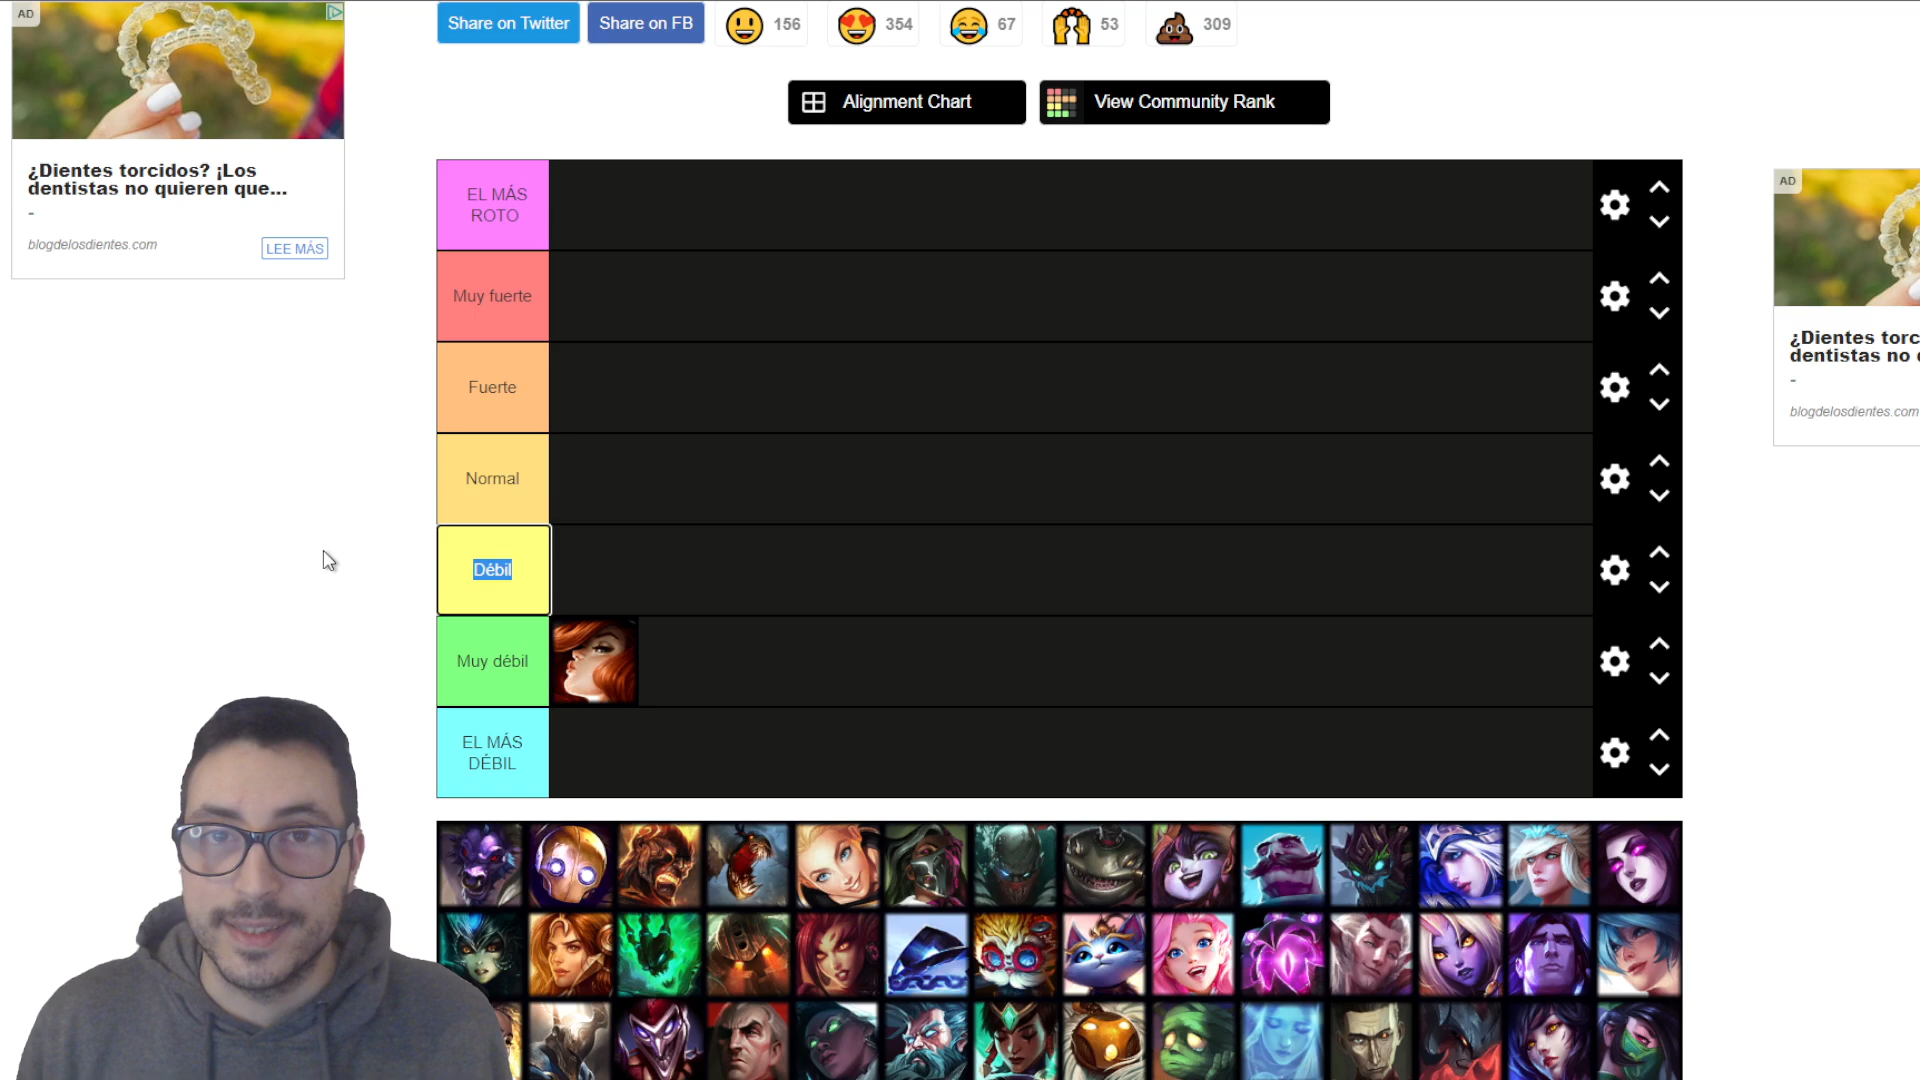 AD
¿Dientes torcidos? ¡Los
dentistas no quieren que...
-
blogdelosdientes.com
LEE MÁS
Share on Twitter
Share on FB
156
354
67
53
309
Alignment Chart
View Community Rank
EL MÁS
ROTO
Muy fuerte
Fuerte
Normal
Débil
Muy débil
EL MÁS
DÉBIL
AD
¿Dientes torc
dentistas no
-
blogdelosdientes.com